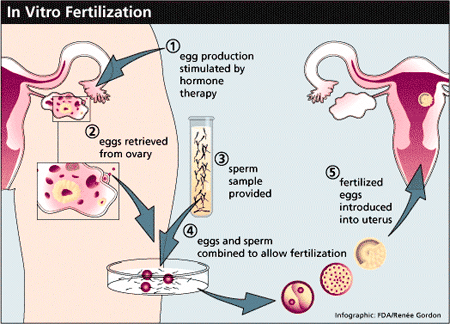 In Vitro Fertilization
1
egg production
stimulated by
hormone
therapy
2
eggs retrieved
from ovary
3
sperm
sample
provided
4
eggs and sperm
combined to allow fertilization
5
fertilized
eggs
introduced
into uterus
Infographic: FDA/Renée Gordon